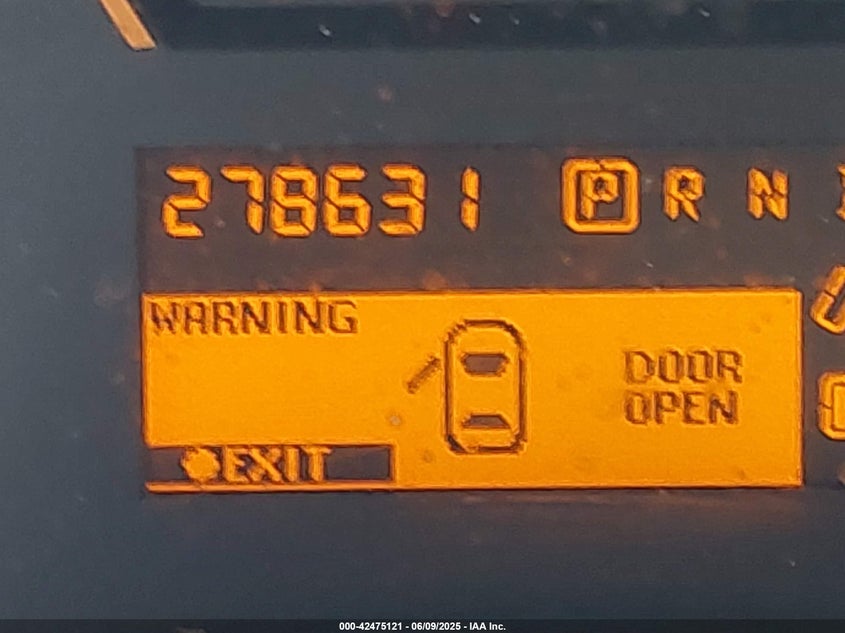 278631 P R N
WARNING
DOOR
OPEN
EXIT
000-42475121 - 06/09/2025 - IAA Inc.